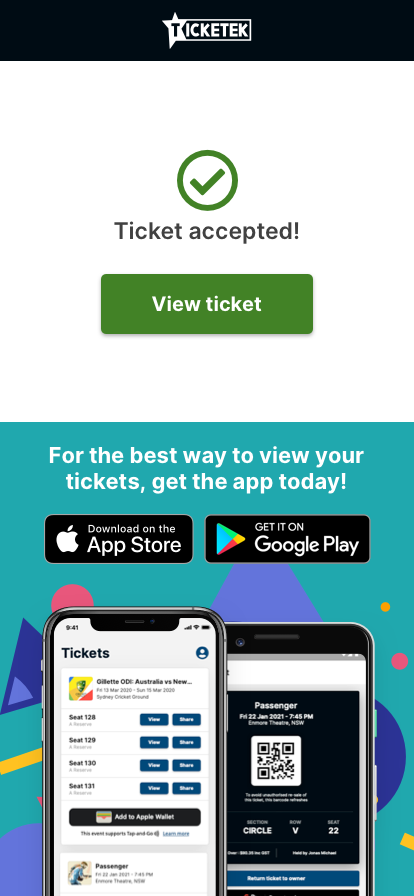 TICKETEK
Ticket accepted!
View ticket
For the best way to view your
tickets, get the app today!
Download on the
App Store
GET IT ON
Google Play
9:41
Tickets
Gillette ODI: Australia vs New...
Fri 13 Mar 2020 - Sun 15 Mar 2020
Sydney Cricket Ground
Seat 128
A Reserve
View
Share
Seat 129
A Reserve
View
Share
Seat 130
A Reserve
View
Share
Seat 131
A Reserve
View
Share
Add to Apple Wallet
This event supports Tap-and-Go
Learn more
Passenger
Fri 22 Jan 2021 - 7:45 PM
Enmore Theatre, NSW
Passenger
Fri 22 Jan 2021 - 7:45 PM
Enmore Theatre, NSW
To avoid unauthorised re-sale of
this ticket, this barcode refreshes
SECTION
CIRCLE
ROW
V
SEAT
22
Held by Jonas Michael
Return ticket to owner